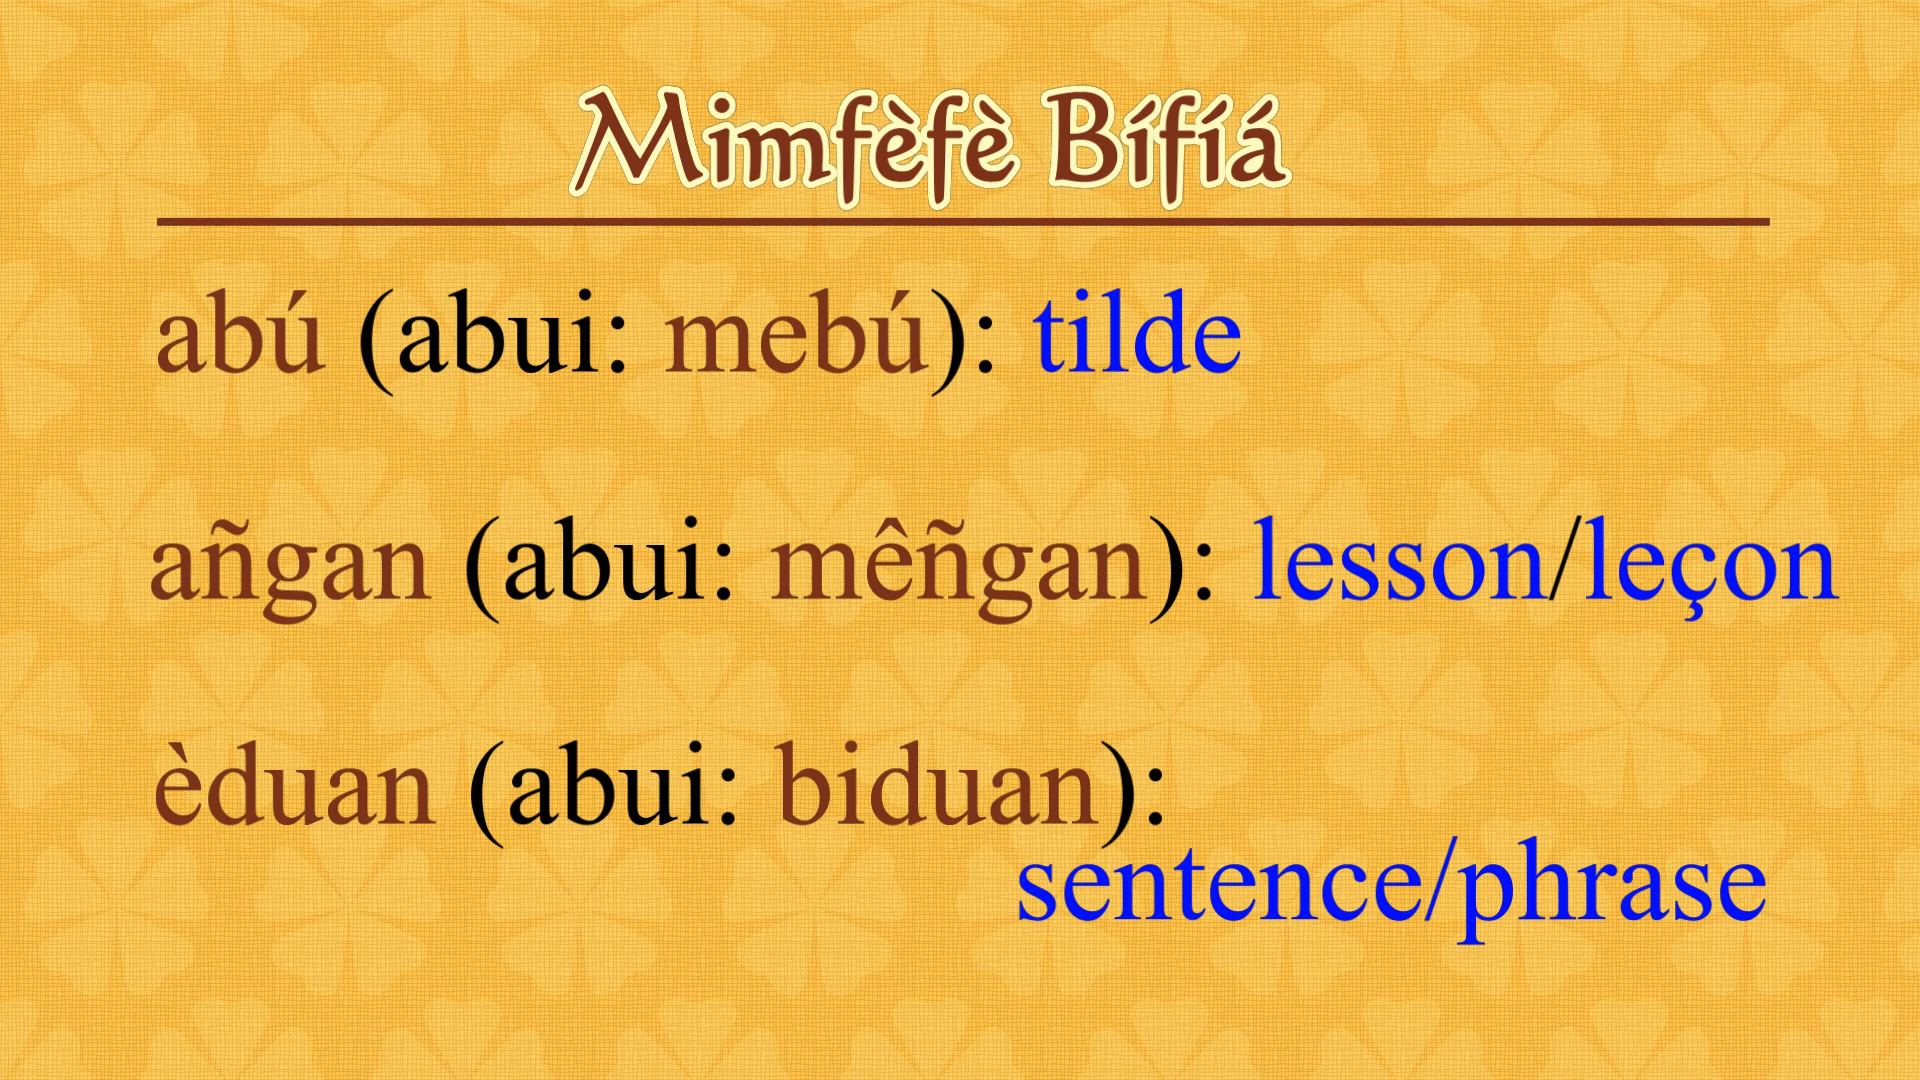 Mimfèfè Bífíá
abú (abui: mebú): tilde
añgan (abui: mêñgan): lesson/leçon
èduan (abui: biduan):
sentence/phrase